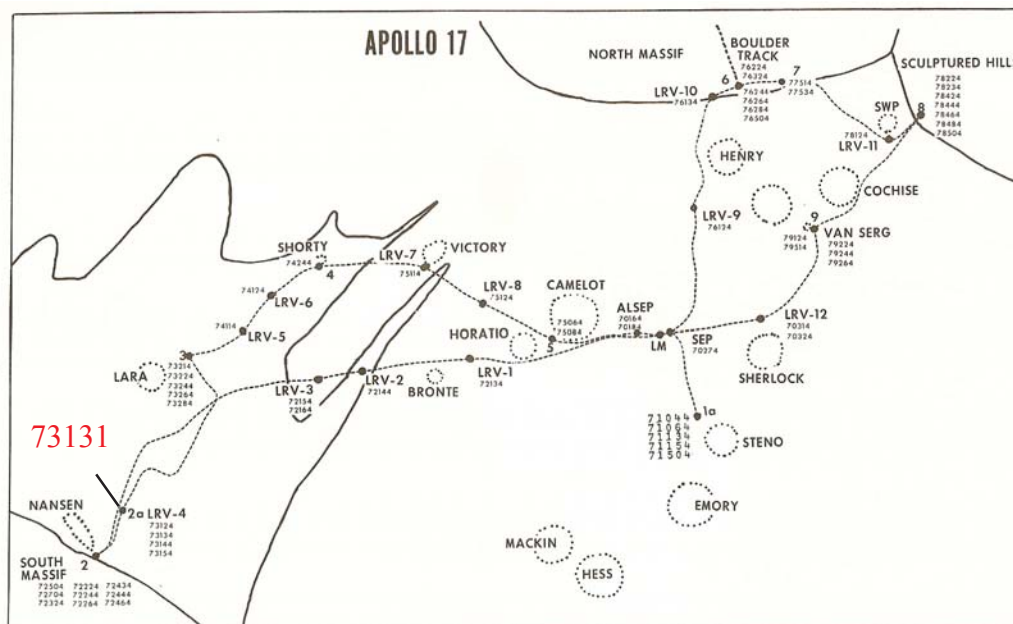 APOLLO 17
NORTH MASSIF
BOULDER
TRACK
76224
76324
6
76244
76264
76284
76504
7
77514
77534
SCULPTURED HILLS
78224
78234
78424
78444
78464
78484
78504
8
LRV-10
76134
SWP
78124
LRV-11
HENRY
COCHISE
LRV-9
76124
9
VAN SERG
79124
79514
79224
79244
79264
SHORTY
74244
4
LRV-7
75114
VICTORY
74124
LRV-6
LRV-8
75124
CAMELOT
75064
75084
5
ALSEP
70164
70184
LM
SEP
70274
LRV-12
70314
70324
74114
LRV-5
HORATIO
3
73214
73224
73244
73264
73284
LARA
LRV-3
72154
72164
LRV-2
72144
BRONTE
LRV-1
72134
SHERLOCK
1a
71044
71064
71134
71154
71504
STENO
73131
NANSEN
2a LRV-4
73124
73134
73144
73154
EMORY
MACKIN
HESS
2
SOUTH
MASSIF
72504 72224 72434
72704 72244 72444
72324 72264 72464